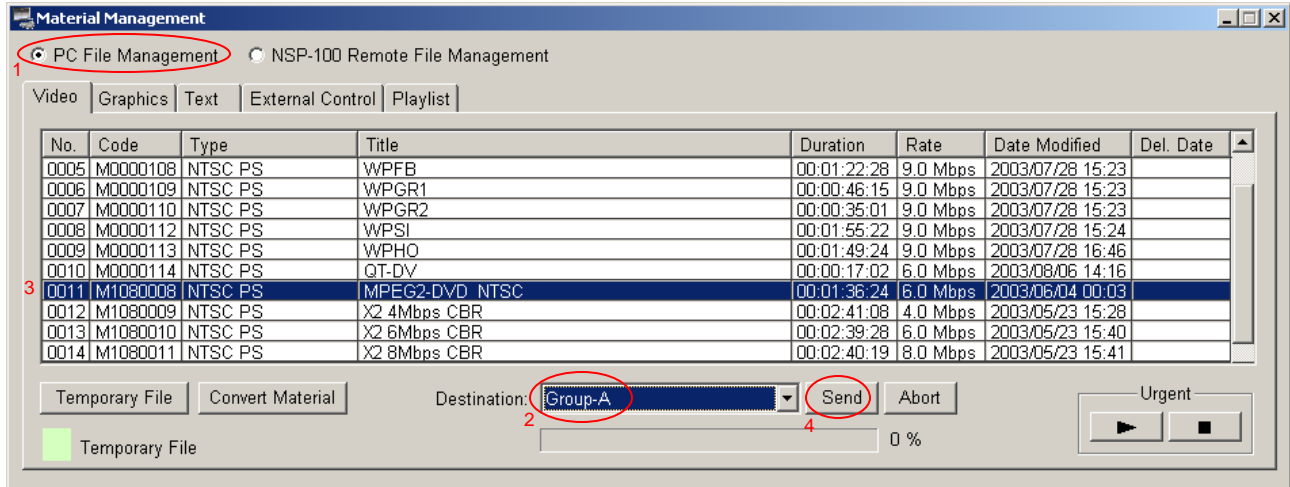 Material Management
PC File Management NSP-100 Remote File Management
1
Video Graphics Text External Control Playlist
No. Code Type Title Duration Rate Date Modified Del. Date
0005 M0000108 NTSC PS WPFB 00:01:22:28 9.0 Mbps 2003/07/28 15:23
0006 M0000109 NTSC PS WPGR1 00:00:46:15 9.0 Mbps 2003/07/28 15:23
0007 M0000110 NTSC PS WPGR2 00:00:35:01 9.0 Mbps 2003/07/28 15:23
0008 M0000112 NTSC PS WPSI 00:01:55:22 9.0 Mbps 2003/07/28 15:24
0009 M0000113 NTSC PS WPHO 00:01:49:24 9.0 Mbps 2003/07/28 16:46
0010 M0000114 NTSC PS QT-DV 00:00:17:02 6.0 Mbps 2003/08/06 14:16
3 0011 M1080008 NTSC PS MPEG2-DVD NTSC 00:01:36:24 6.0 Mbps 2003/06/04 00:03
0012 M1080009 NTSC PS X2 4Mbps CBR 00:02:41:08 4.0 Mbps 2003/05/23 15:28
0013 M1080010 NTSC PS X2 6Mbps CBR 00:02:39:28 6.0 Mbps 2003/05/23 15:40
0014 M1080011 NTSC PS X2 8Mbps CBR 00:02:40:19 8.0 Mbps 2003/05/23 15:41
Temporary File Convert Material Destination: Group-A Send Abort Urgent
2 4
Temporary File 0 %